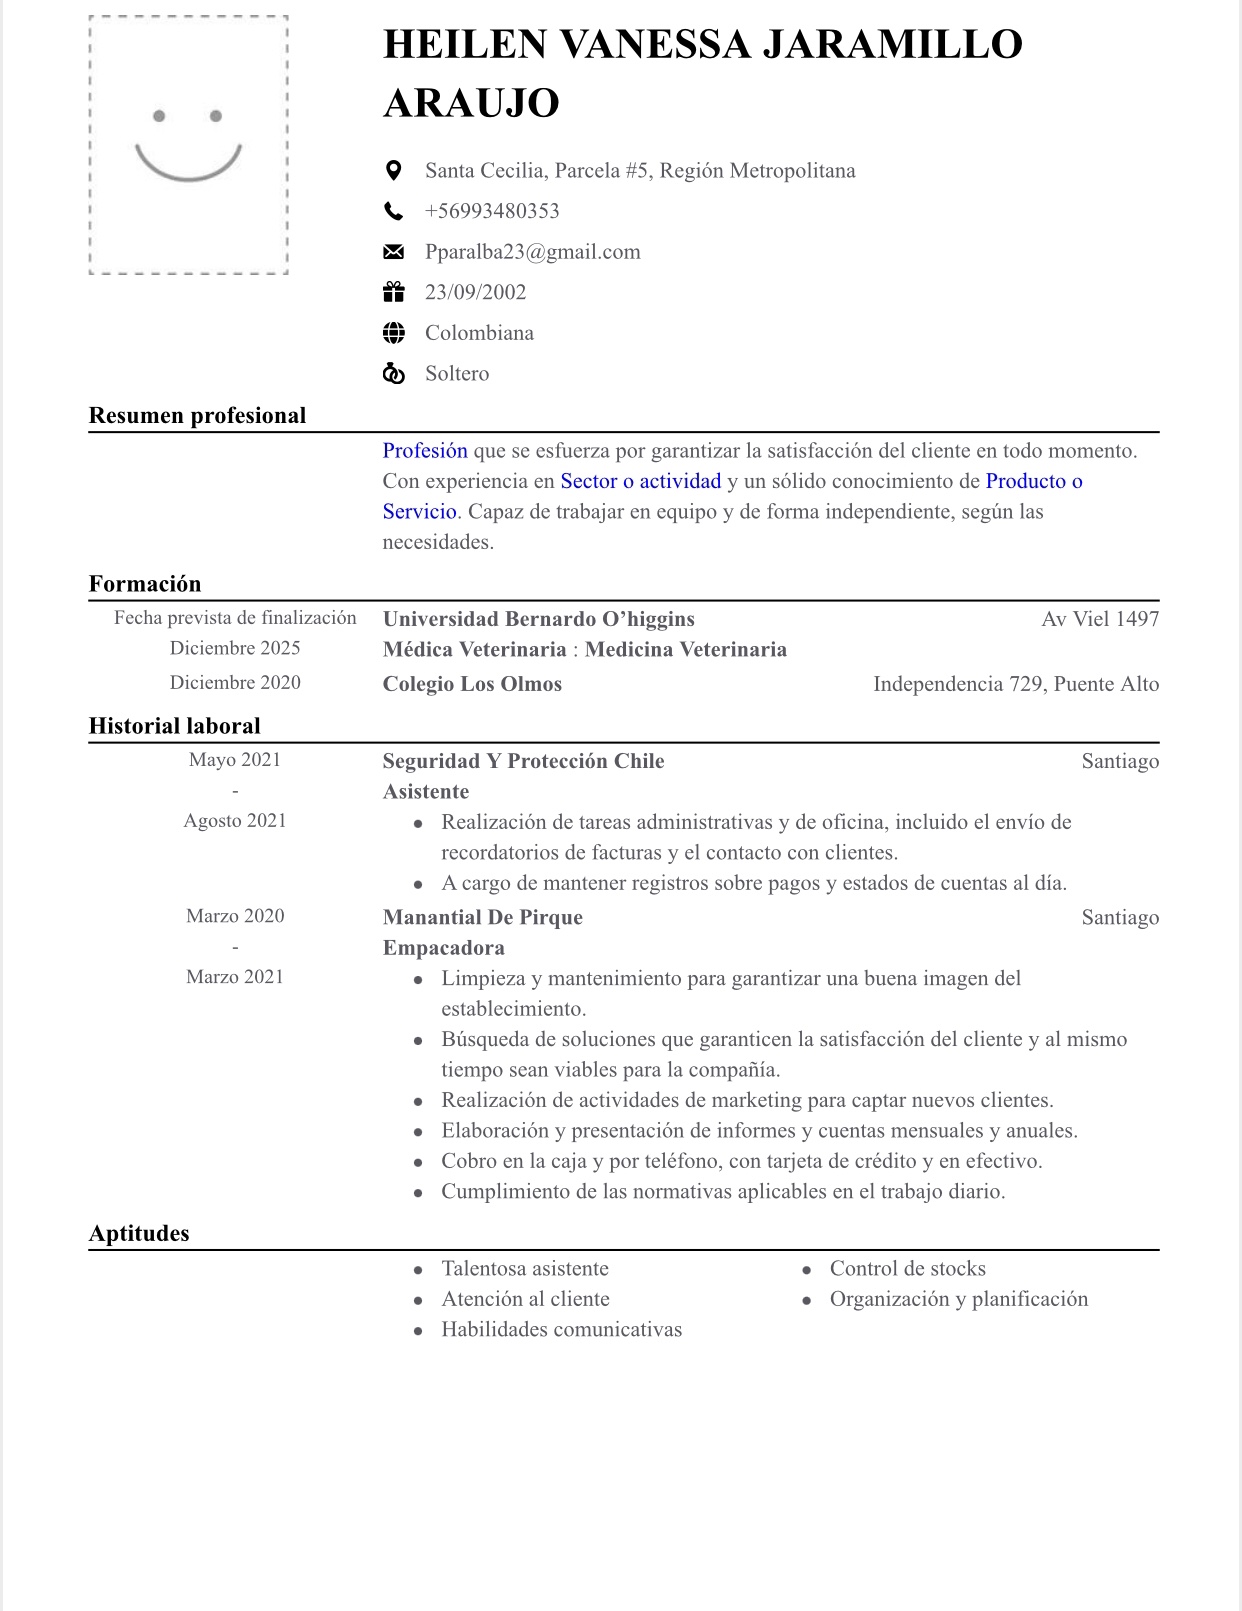 HEILEN VANESSA JARAMILLO
ARAUJO
Santa Cecilia, Parcela #5, Región Metropolitana
+56993480353
Pparalba23@gmail.com
23/09/2002
Colombiana
Soltero
Resumen profesional
Profesión que se esfuerza por garantizar la satisfacción del cliente en todo momento.
Con experiencia en Sector o actividad y un sólido conocimiento de Producto o
Servicio. Capaz de trabajar en equipo y de forma independiente, según las
necesidades.
Formación
Fecha prevista de finalización Universidad Bernardo O’higgins Av Viel 1497
Diciembre 2025 Médica Veterinaria : Medicina Veterinaria
Diciembre 2020 Colegio Los Olmos Independencia 729, Puente Alto
Historial laboral
Mayo 2021 Seguridad Y Protección Chile Santiago
- Asistente
Agosto 2021 • Realización de tareas administrativas y de oficina, incluido el envío de
recordatorios de facturas y el contacto con clientes.
• A cargo de mantener registros sobre pagos y estados de cuentas al día.
Marzo 2020 Manantial De Pirque Santiago
- Empacadora
Marzo 2021 • Limpieza y mantenimiento para garantizar una buena imagen del
establecimiento.
• Búsqueda de soluciones que garanticen la satisfacción del cliente y al mismo
tiempo sean viables para la compañía.
• Realización de actividades de marketing para captar nuevos clientes.
• Elaboración y presentación de informes y cuentas mensuales y anuales.
• Cobro en la caja y por teléfono, con tarjeta de crédito y en efectivo.
• Cumplimiento de las normativas aplicables en el trabajo diario.
Aptitudes
• Talentosa asistente • Control de stocks
• Atención al cliente • Organización y planificación
• Habilidades comunicativas